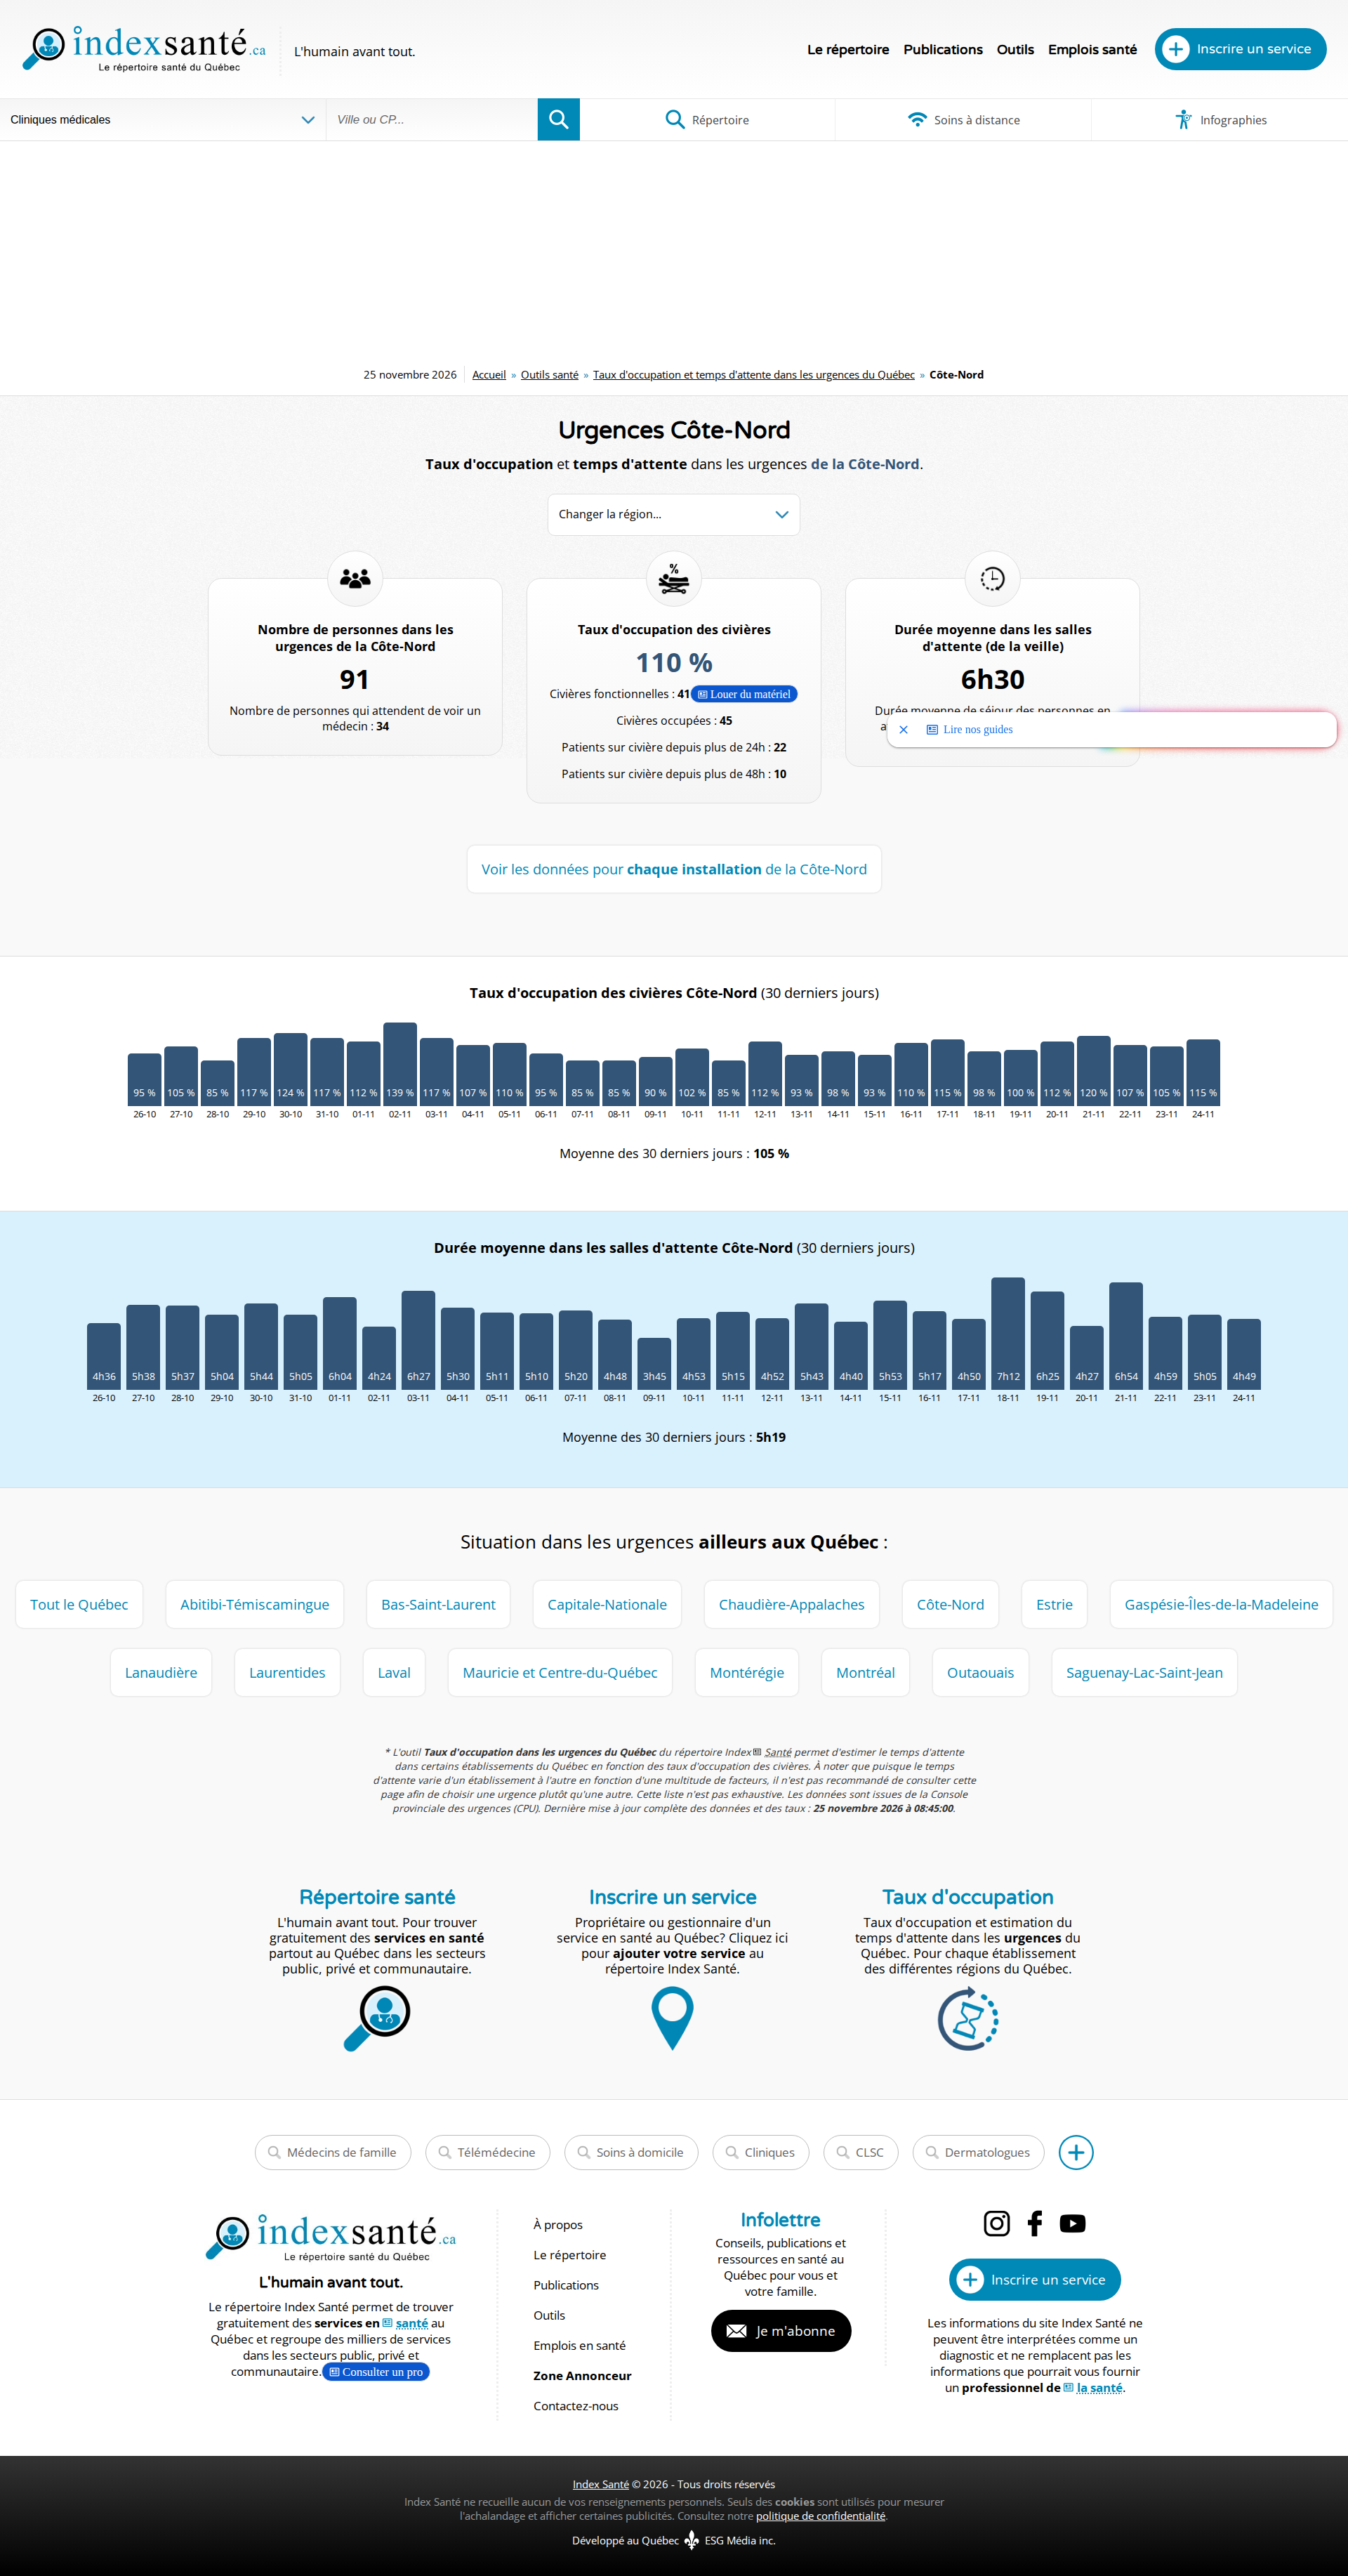 indexsanté.ca
Le répertoire santé du Québec
L'humain avant tout.
Le répertoire Publications Outils Emplois santé Inscrire un service
Cliniques médicales Ville ou CP... Répertoire Soins à distance Infographies
25 novembre 2026 Accueil » Outils santé » Taux d'occupation et temps d'attente dans les urgences du Québec » Côte-Nord
Urgences Côte-Nord
Taux d'occupation et temps d'attente dans les urgences de la Côte-Nord.
Changer la région...
Nombre de personnes dans les
urgences de la Côte-Nord
91
Nombre de personnes qui attendent de voir un
médecin : 34
%
Taux d'occupation des civières
110 %
Civières fonctionnelles : 41 Louer du matériel
Civières occupées : 45
Patients sur civière depuis plus de 24h : 22
Patients sur civière depuis plus de 48h : 10
Durée moyenne dans les salles
d'attente (de la veille)
6h30
Durée moyenne de séjour des personnes en
Lire nos guides
Voir les données pour chaque installation de la Côte-Nord
Taux d'occupation des civières Côte-Nord (30 derniers jours)
95 % 105 % 85 % 117 % 124 % 117 % 112 % 139 % 117 % 107 % 110 % 95 % 85 % 85 % 90 % 102 % 85 % 112 % 93 % 98 % 93 % 110 % 115 % 98 % 100 % 112 % 120 % 107 % 105 % 115 %
26-10 27-10 28-10 29-10 30-10 31-10 01-11 02-11 03-11 04-11 05-11 06-11 07-11 08-11 09-11 10-11 11-11 12-11 13-11 14-11 15-11 16-11 17-11 18-11 19-11 20-11 21-11 22-11 23-11 24-11
Moyenne des 30 derniers jours : 105 %
Durée moyenne dans les salles d'attente Côte-Nord (30 derniers jours)
4h36 5h38 5h37 5h04 5h44 5h05 6h04 4h24 6h27 5h30 5h11 5h10 5h20 4h48 3h45 4h53 5h15 4h52 5h43 4h40 5h53 5h17 4h50 7h12 6h25 4h27 6h54 4h59 5h05 4h49
26-10 27-10 28-10 29-10 30-10 31-10 01-11 02-11 03-11 04-11 05-11 06-11 07-11 08-11 09-11 10-11 11-11 12-11 13-11 14-11 15-11 16-11 17-11 18-11 19-11 20-11 21-11 22-11 23-11 24-11
Moyenne des 30 derniers jours : 5h19
Situation dans les urgences ailleurs aux Québec :
Tout le Québec Abitibi-Témiscamingue Bas-Saint-Laurent Capitale-Nationale Chaudière-Appalaches Côte-Nord Estrie Gaspésie-Îles-de-la-Madeleine
Lanaudière Laurentides Laval Mauricie et Centre-du-Québec Montérégie Montréal Outaouais Saguenay-Lac-Saint-Jean
* L'outil Taux d'occupation dans les urgences du Québec du répertoire Index Santé permet d'estimer le temps d'attente
dans certains établissements du Québec en fonction des taux d'occupation des civières. À noter que puisque le temps
d'attente varie d'un établissement à l'autre en fonction d'une multitude de facteurs, il n'est pas recommandé de consulter cette
page afin de choisir une urgence plutôt qu'une autre. Cette liste n'est pas exhaustive. Les données sont issues de la Console
provinciale des urgences (CPU). Dernière mise à jour complète des données et des taux : 25 novembre 2026 à 08:45:00.
Répertoire santé
L'humain avant tout. Pour trouver
gratuitement des services en santé
partout au Québec dans les secteurs
public, privé et communautaire.
Inscrire un service
Propriétaire ou gestionnaire d'un
service en santé au Québec? Cliquez ici
pour ajouter votre service au
répertoire Index Santé.
Taux d'occupation
Taux d'occupation et estimation du
temps d'attente dans les urgences du
Québec. Pour chaque établissement
des différentes régions du Québec.
Médecins de famille Télémédecine Soins à domicile Cliniques CLSC Dermatologues
indexsanté.ca
Le répertoire santé du Québec
L'humain avant tout.
Le répertoire Index Santé permet de trouver
gratuitement des services en santé au
Québec et regroupe des milliers de services
dans les secteurs public, privé et
communautaire. Consulter un pro
À propos
Le répertoire
Publications
Outils
Emplois en santé
Zone Annonceur
Contactez-nous
Infolettre
Conseils, populations et
ressources en santé au
Québec pour vous et
votre famille.
Je m'abonne
Inscrire un service
Les informations du site Index Santé ne
peuvent être interprétées comme un
diagnostic et ne remplacent pas les
informations que pourrait vous fournir
un professionnel de la santé.
Index Santé © 2026 - Tous droits réservés
Index Santé ne recueille aucun de vos renseignements personnels. Seuls des cookies sont utilisés pour mesurer
l'achalandage et afficher certaines publicités. Consultez notre politique de confidentialité.
Développé au Québec ESG Média inc.